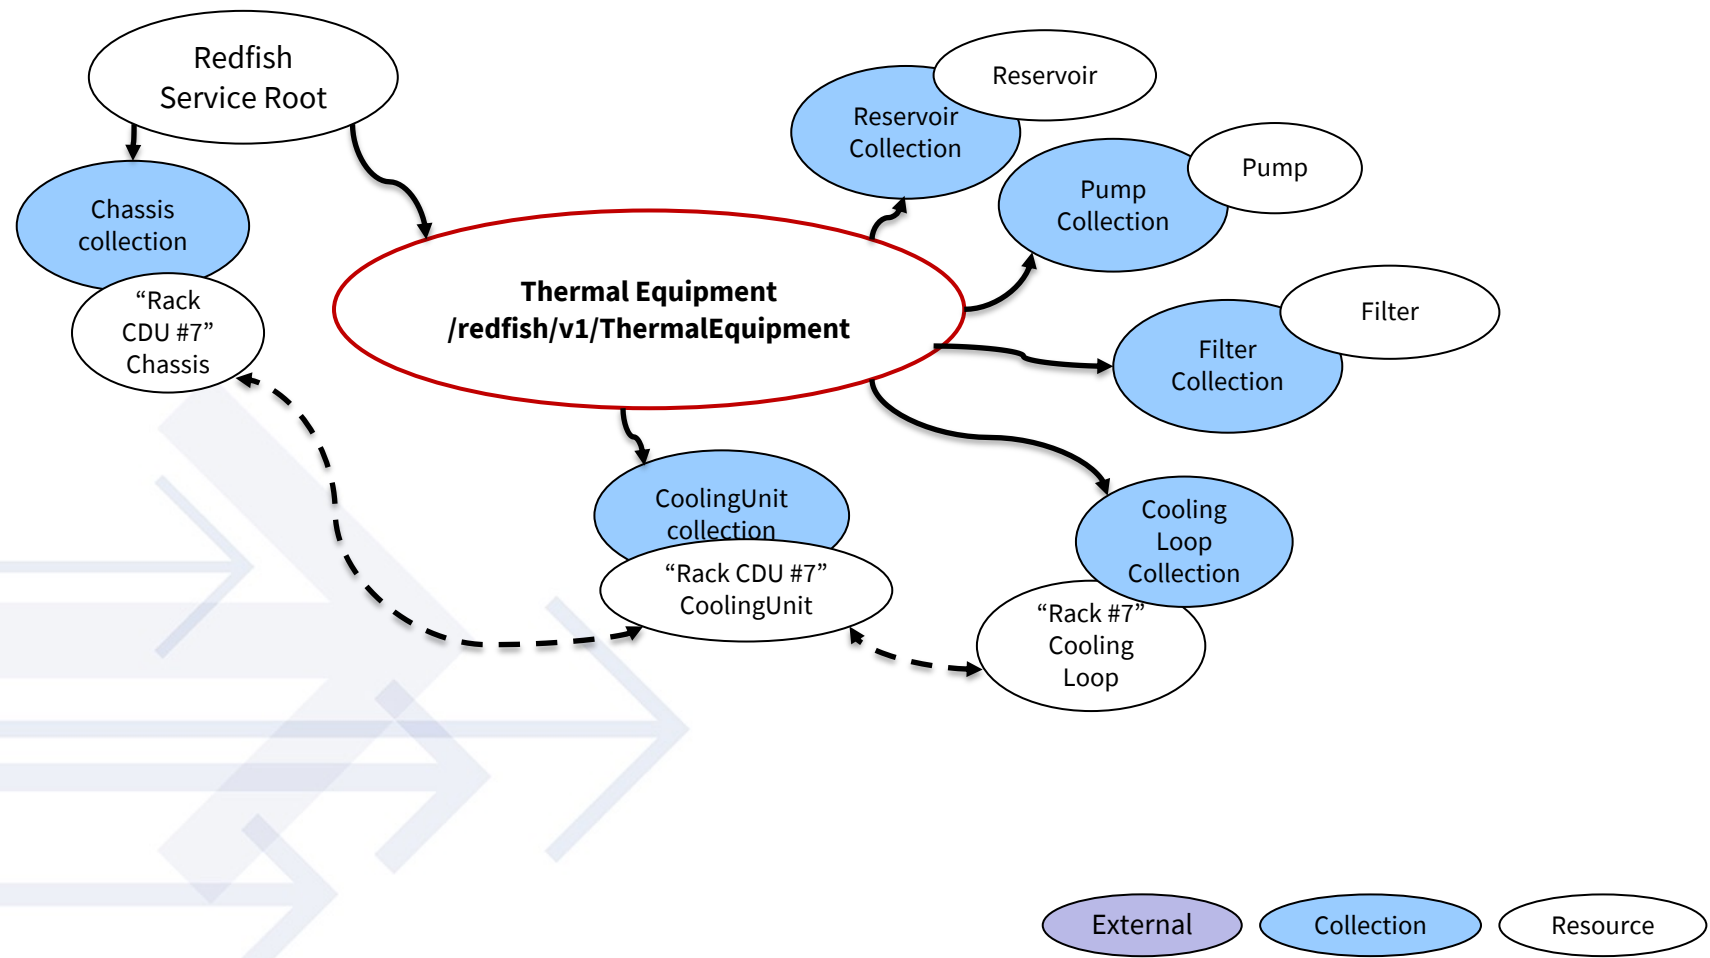 Redfish
Service Root
Chassis
collection
“Rack
CDU #7”
Chassis
Thermal Equipment
/redfish/v1/ThermalEquipment
Reservoir
Collection
Reservoir
Pump
Collection
Pump
Filter
Collection
Filter
CoolingUnit
collection
“Rack CDU #7”
CoolingUnit
Cooling
Loop
Collection
“Rack #7”
Cooling
Loop
External
Collection
Resource